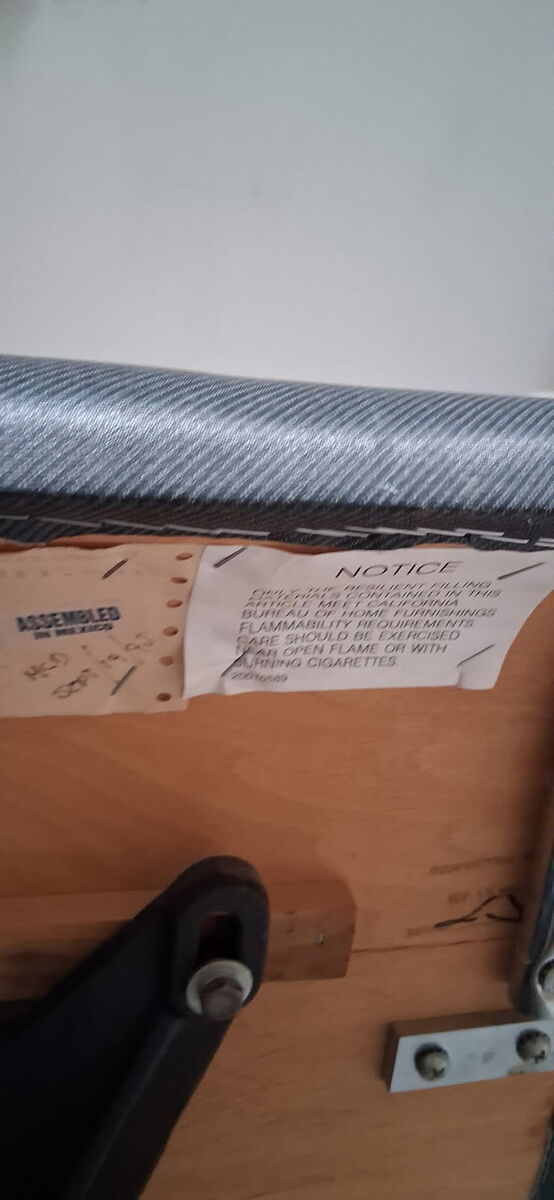 ASSEMBLED
IN MEXICO
NOTICE
ONLY THE RESILIENT FILLING
MATERIALS CONTAINED IN THIS
ARTICLE MEET CALIFORNIA
BUREAU OF HOME FURNISHINGS
FLAMMABILITY REQUIREMENTS
CARE SHOULD BE EXERCISED
NEAR OPEN FLAME OR WITH
BURNING CIGARETTES.